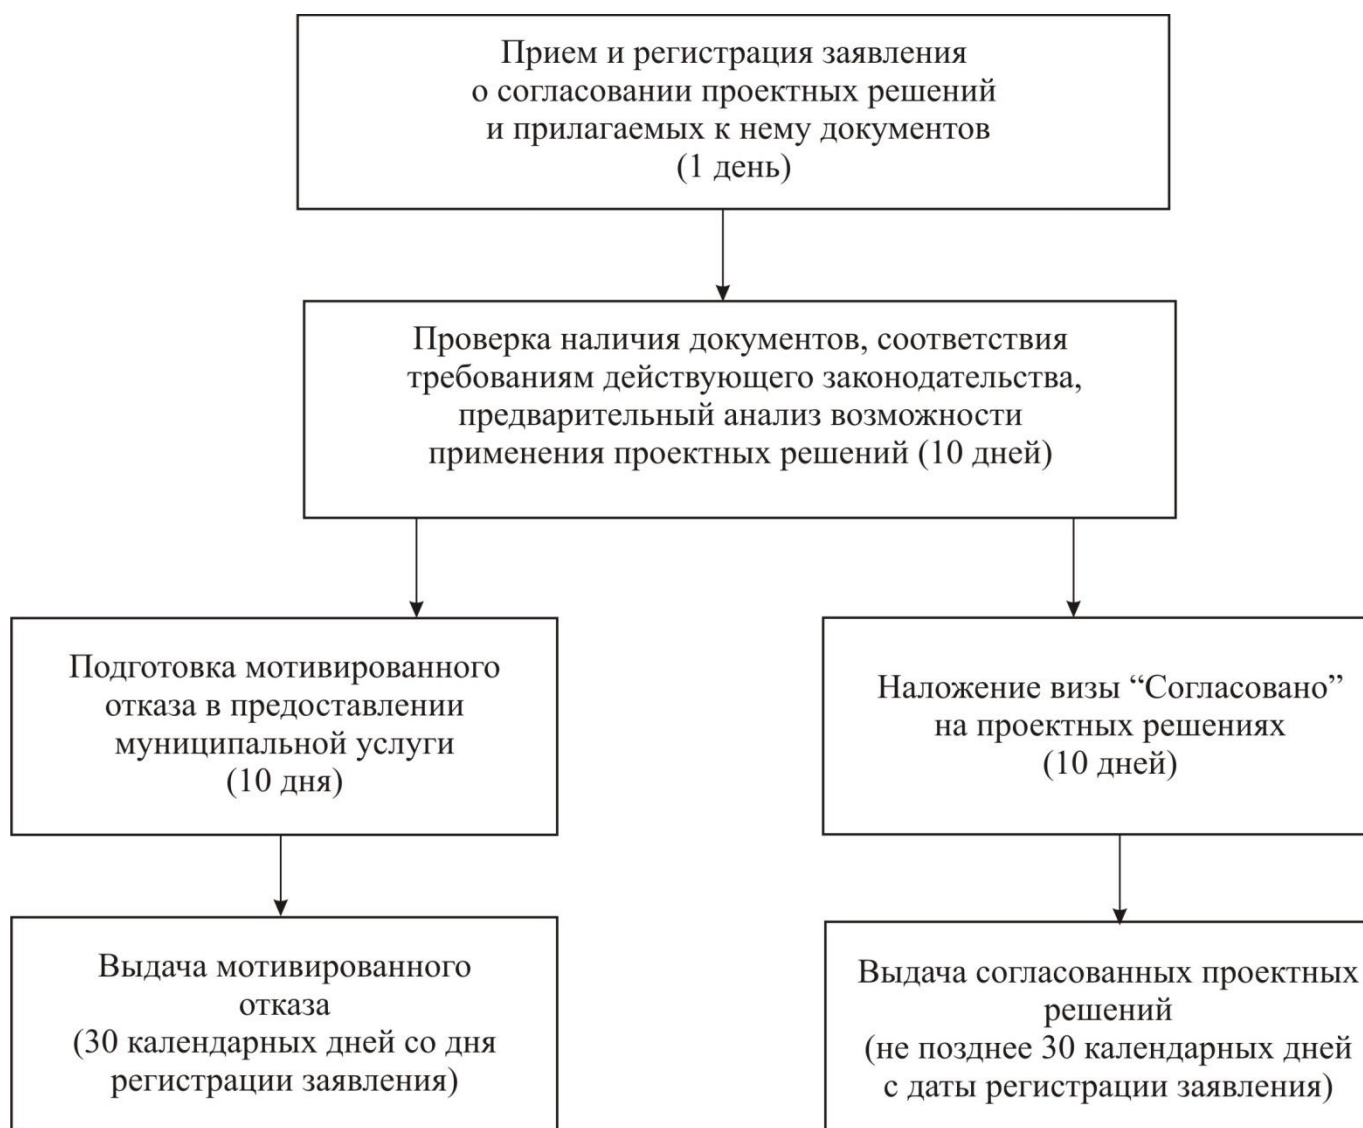 Прием и регистрация заявления
о согласовании проектных решений
и прилагаемых к нему документов
(1 день)
Проверка наличия документов, соответствия
требованиям действующего законодательства,
предварительный анализ возможности
применения проектных решений (10 дней)
Подготовка мотивированного
отказа в предоставлении
муниципальной услуги
(10 дня)
Наложение визы “Согласовано”
на проектных решениях
(10 дней)
Выдача мотивированного
отказа
(30 календарных дней со дня
регистрации заявления)
Выдача согласованных проектных
решений
(не позднее 30 календарных дней
с даты регистрации заявления)